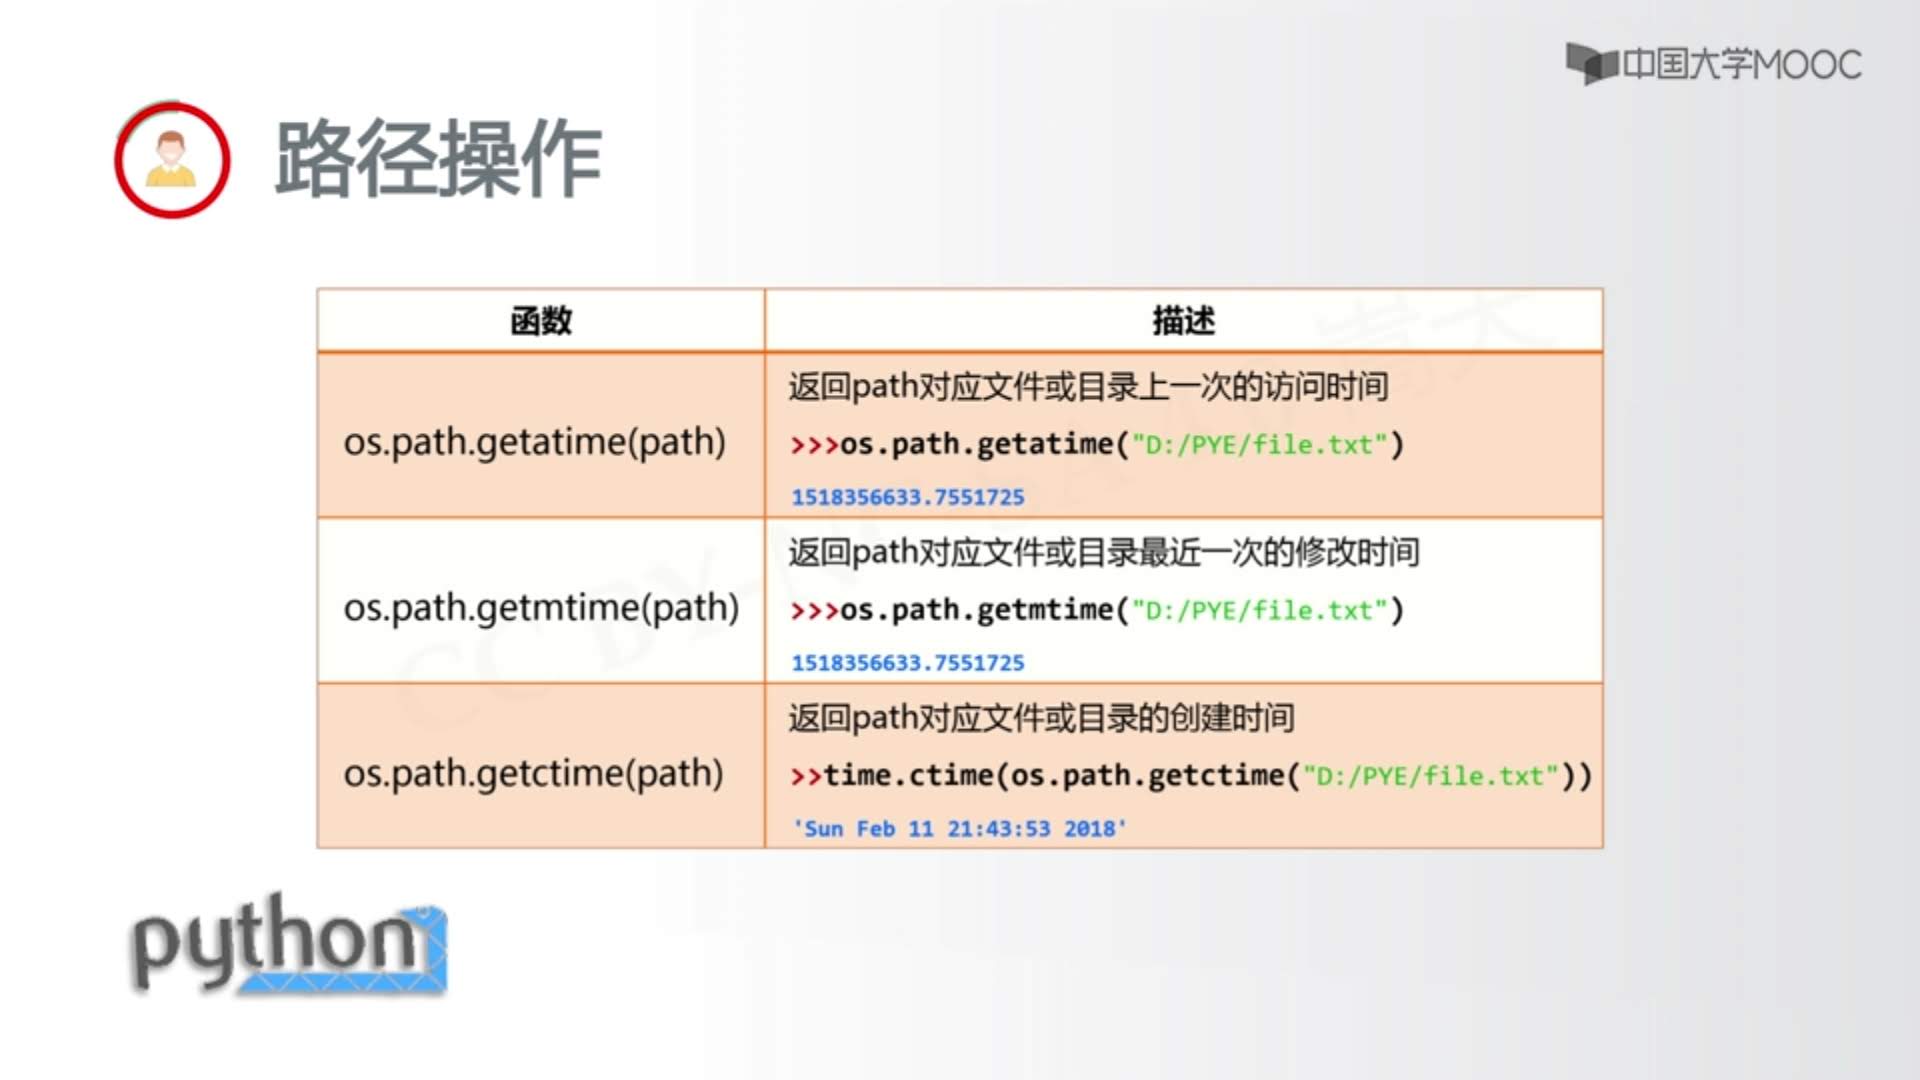 中国大学MOOC
路径操作
函数 描述
返回path对应文件或目录上一次的访问时间
os.path.getatime(path)
>>>os.path.getatime("D:/PYE/file.txt")
1518356633.7551725
返回path对应文件或目录最近一次的修改时间
os.path.getmtime(path)
>>>os.path.getmtime("D:/PYE/file.txt")
1518356633.7551725
返回path对应文件或目录的创建时间
os.path.getctime(path)
>>time.ctime(os.path.getctime("D:/PYE/file.txt"))
'Sun Feb 11 21:43:53 2018'
python